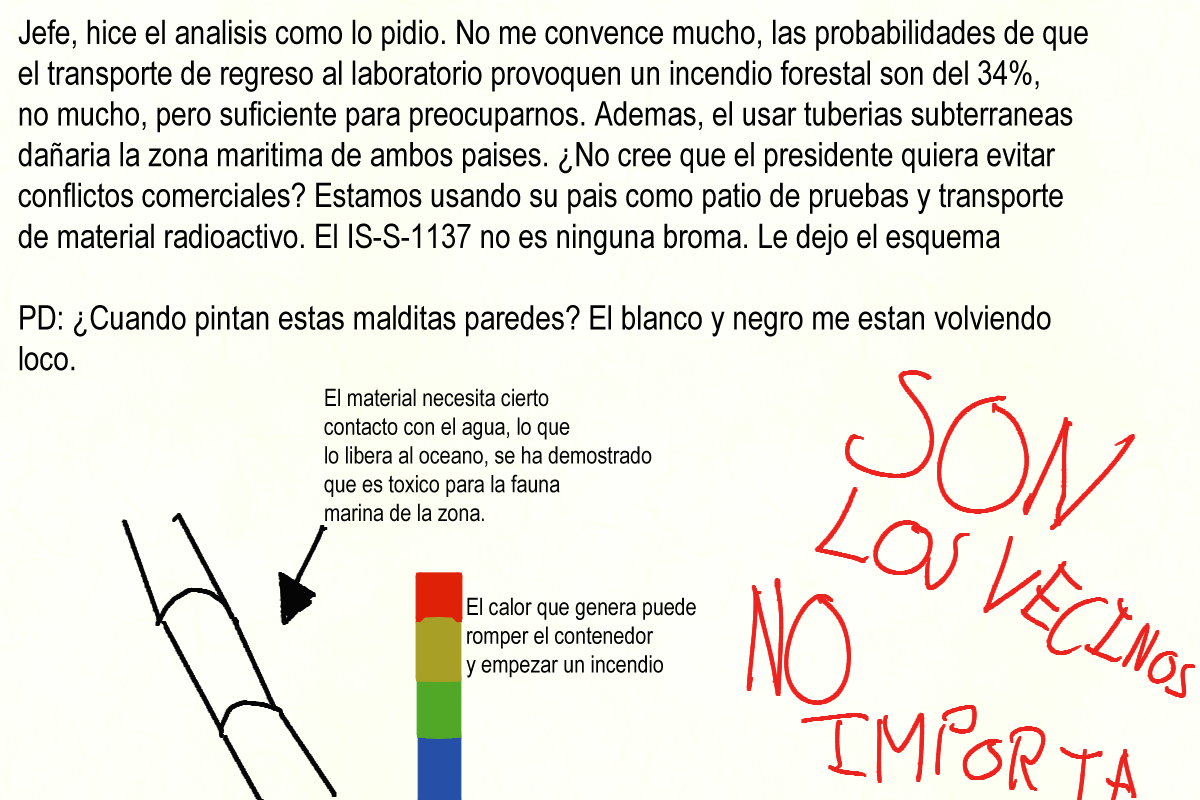 Jefe, hice el analisis como lo pidio. No me convence mucho, las probabilidades de que
el transporte de regreso al laboratorio provoquen un incendio forestal son del 34%,
no mucho, pero suficiente para preocuparnos. Ademas, el usar tuberias subterraneas
dañaria la zona maritima de ambos paises. ¿No cree que el presidente quiera evitar
conflictos comerciales? Estamos usando su pais como patio de pruebas y transporte
de material radioactivo. El IS-S-1137 no es ninguna broma. Le dejo el esquema
PD: ¿Cuando pintan estas malditas paredes? El blanco y negro me estan volviendo
loco.
El material necesita cierto
contacto con el agua, lo que
lo libera al oceano, se ha demostrado
que es toxico para la fauna
marina de la zona.
El calor que genera puede
romper el contenedor
y empezar un incendio
SON
LOS VECINOS
NO
IMPORTA